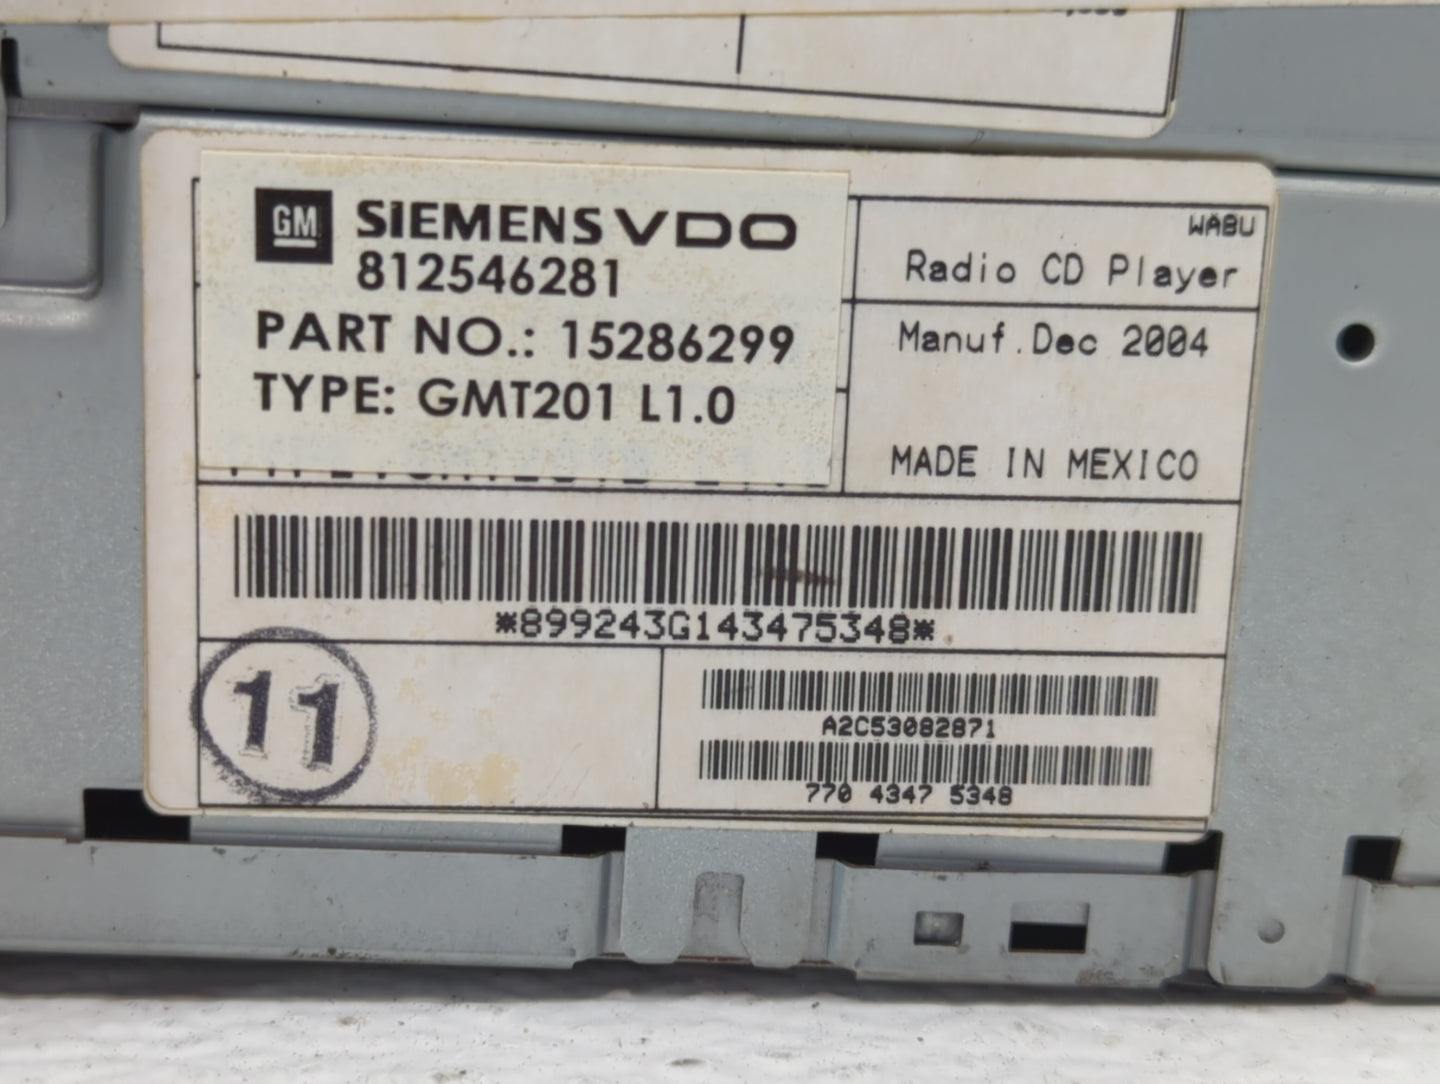 GM SIEMENS VDO
812546281
PART NO.: 15286299
TYPE: GMT201 L1.0
WABU
Radio CD Player
Manuf.Dec 2004
MADE IN MEXICO
*899243G143475348*
11
A2C53082871
770 4347 5348